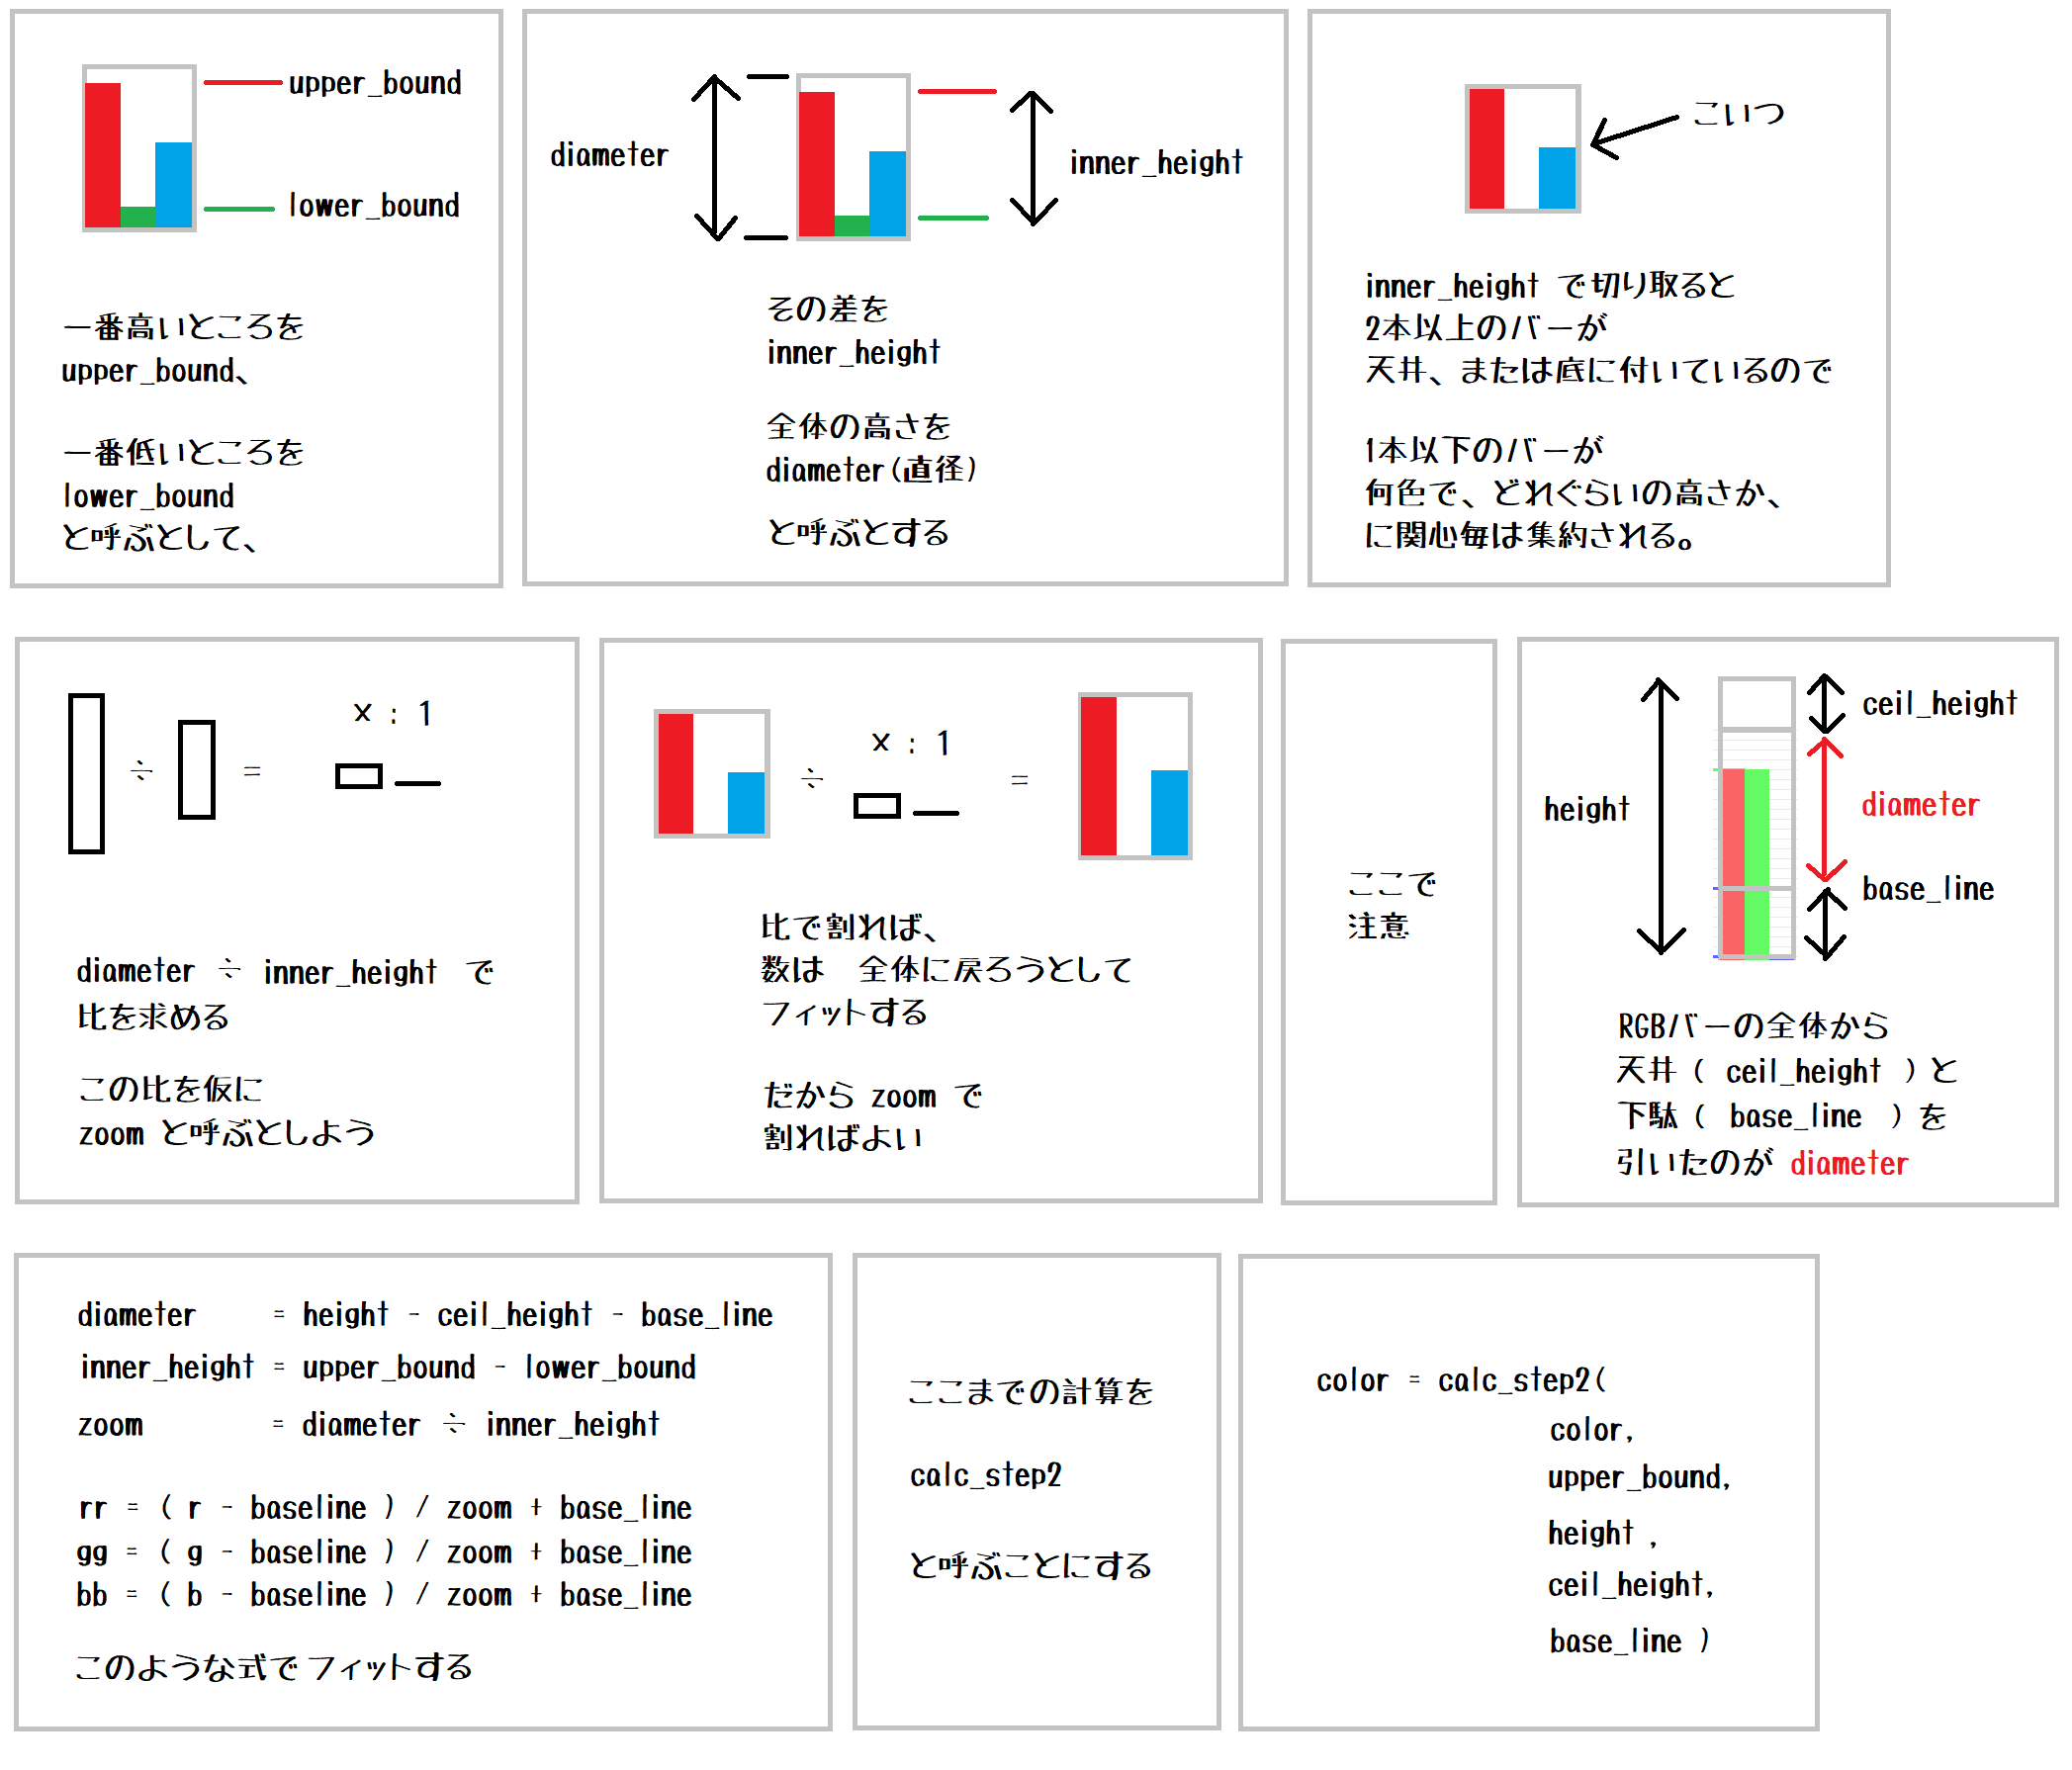 upper_bound
lower_bound
一番高いところを
upper_bound、
一番低いところを
lower_bound
と呼ぶとして、
diameter
inner_height
その差を
inner_height
全体の高さを
diameter(直径)
と呼ぶとする
こいつ
inner_height で切り取ると
2本以上のバーが
天井、または底に付いているので
1本以下のバーが
何色で、どれぐらいの高さか、
に関心毎は集約される。
x : 1
÷ =
diameter ÷ inner_height で
比を求める
この比を仮に
zoom と呼ぶとしよう
x : 1
÷ =
比で割れば、
数は 全体に戻ろうとして
フィットする
だから zoom で
割ればよい
ここで
注意
ceil_height
height
diameter
base_line
RGBバーの全体から
天井( ceil_height )と
下駄( base_line )を
引いたのが diameter
diameter = height - ceil_height - base_line
inner_height = upper_bound - lower_bound
zoom = diameter ÷ inner_height
rr = ( r - baseline ) / zoom + base_line
gg = ( g - baseline ) / zoom + base_line
bb = ( b - baseline ) / zoom + base_line
このような式でフィットする
ここまでの計算を
calc_step2
と呼ぶことにする
color = calc_step2(
color,
upper_bound,
height ,
ceil_height,
base_line )